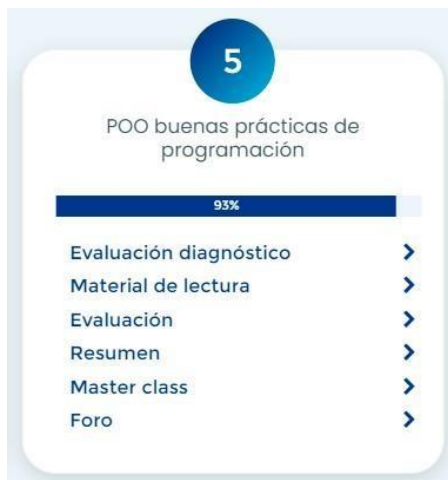 5
POO buenas prácticas de
programación
93%
Evaluación diagnóstico
Material de lectura
Evaluación
Resumen
Master class
Foro